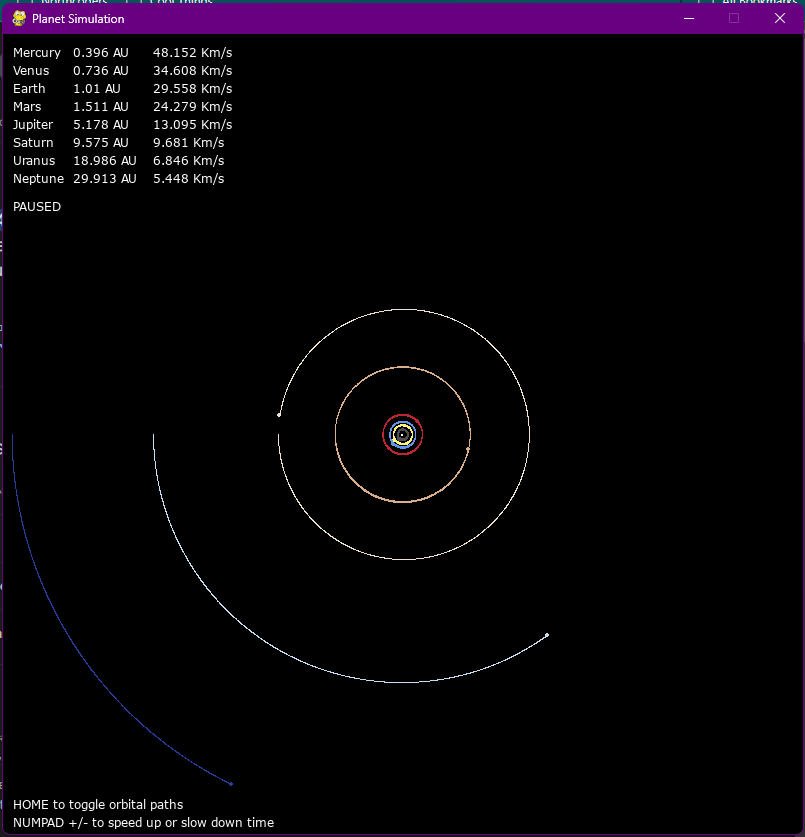 Planet Simulation
Mercury 0.396 AU 48.152 Km/s
Venus 0.736 AU 34.608 Km/s
Earth 1.01 AU 29.558 Km/s
Mars 1.511 AU 24.279 Km/s
Jupiter 5.178 AU 13.095 Km/s
Saturn 9.575 AU 9.681 Km/s
Uranus 18.986 AU 6.846 Km/s
Neptune 29.913 AU 5.448 Km/s
PAUSED
HOME to toggle orbital paths
NUMPAD +/- to speed up or slow down time